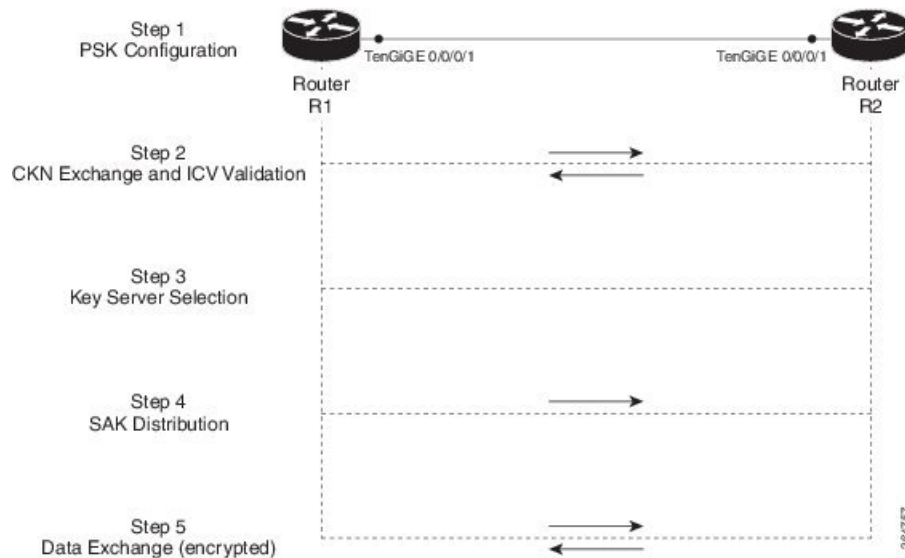 Step 1
PSK Configuration
TenGiGE 0/0/0/1
TenGiGE 0/0/0/1
Router
R1
Router
R2
Step 2
CKN Exchange and ICV Validation
Step 3
Key Server Selection
Step 4
SAK Distribution
Step 5
Data Exchange (encrypted)